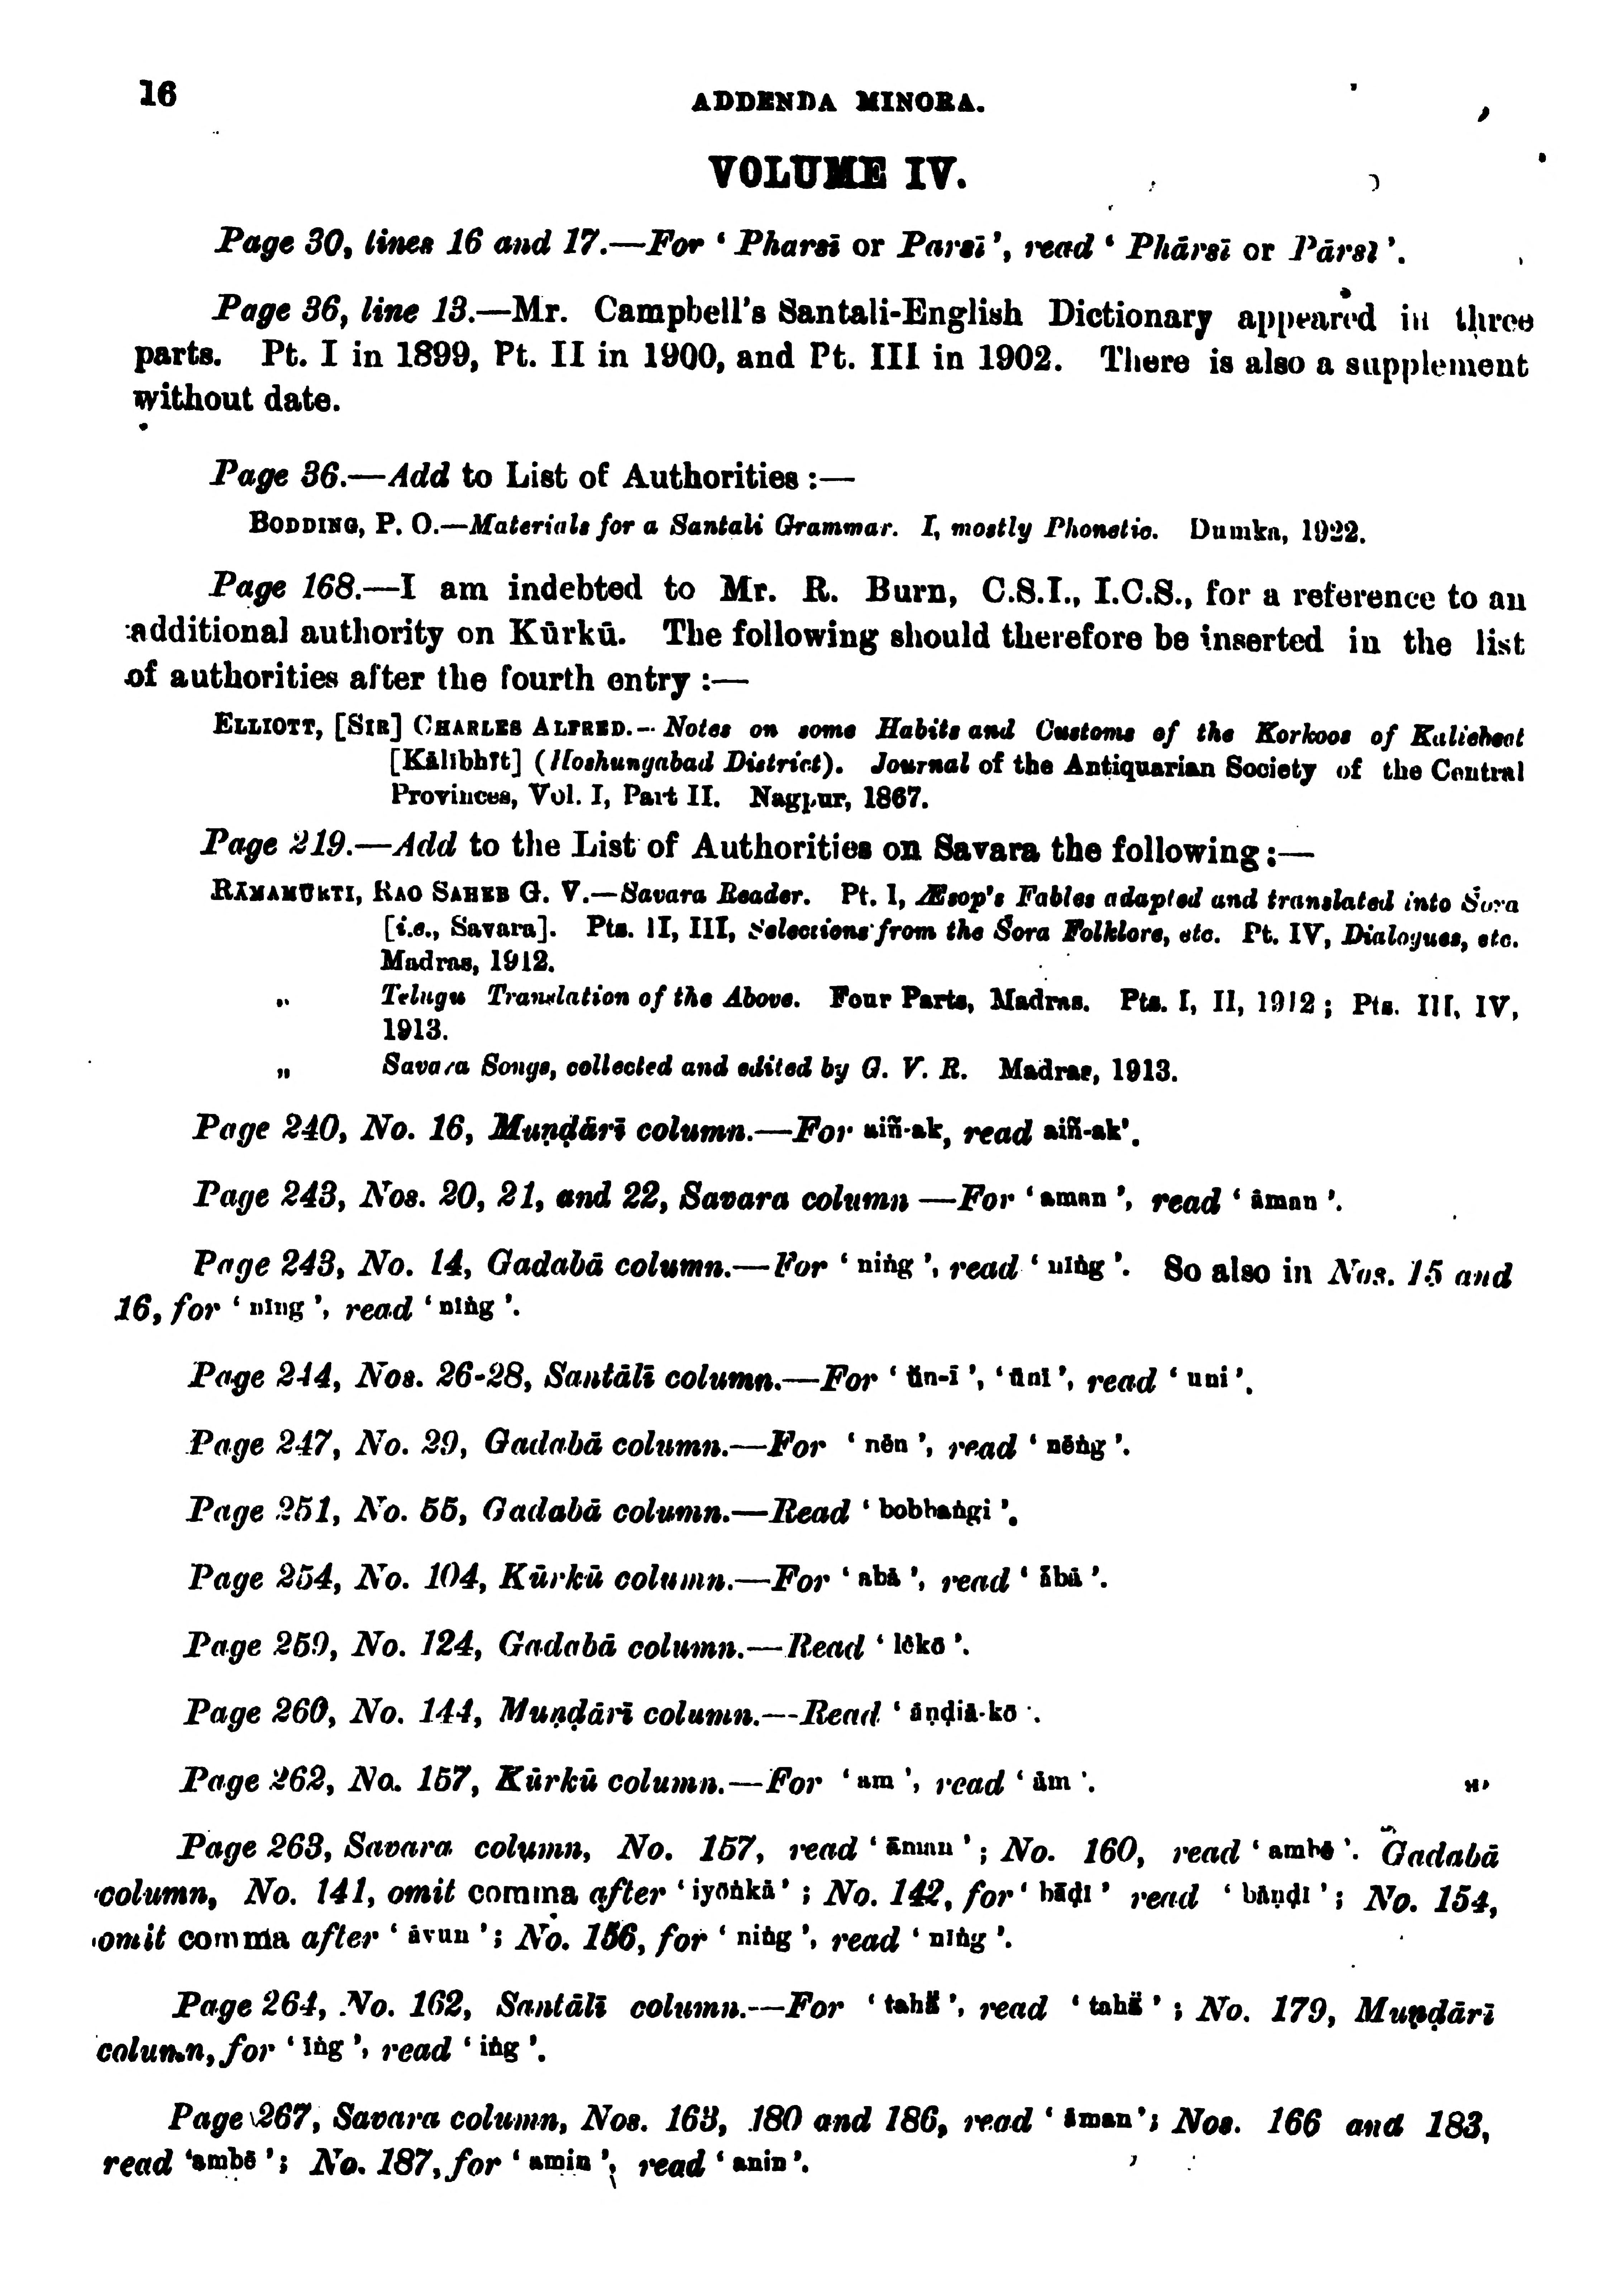 16
ADDENDA MINORA.
VOLUME IV.
Page 30, lines 16 and 17.—For ‘ Pharsī or Parsī ’, read ‘ Phārsī or Pārsī ’.
Page 36, line 13.—Mr. Campbell's Santali-English Dictionary appeared in three
parts. Pt. I in 1899, Pt. II in 1900, and Pt. III in 1902. There is also a supplement
without date.
Page 36.—Add to List of Authorities :—
BODDING, P. O.—Materials for a Santali Grammar. I, mostly Phonetic. Dumka, 1922.
Page 168.—I am indebted to Mr. R. Burn, C.S.I., I.C.S., for a reference to an
additional authority on Kūrkū. The following should therefore be inserted in the list
of authorities after the fourth entry :—
ELLIOTT, [SIR] CHARLES ALFRED.—Notes on some Habits and Customs of the Korkoos of Kalieheet
[Kālībhīt] (Hoshungabad District). Journal of the Antiquarian Society of the Central
Provinces, Vol. I, Part II. Nagpur, 1867.
Page 219.—Add to the List of Authorities on Savara the following :—
RĀMAMŪRTI, RAO SAHEB G. V.—Savara Reader. Pt. I, Æsop's Fables adapted and translated into Šora
[i.e., Savara]. Pts. II, III, Selections from the Šora Folklore, etc. Pt. IV, Dialogues, etc.
Madras, 1912.
„ Telugu Translation of the Above. Four Parts, Madras. Pts. I, II, 1912 ; Pts. III, IV,
1913.
„ Savara Songs, collected and edited by G. V. R. Madras, 1913.
Page 240, No. 16, Muṇḍārī column.—For aiñ-ak, read aiñ-ak'.
Page 243, Nos. 20, 21, and 22, Savara column —For ‘ aman ’, read ‘ āman ’.
Page 243, No. 14, Gadabā column.—For ‘ niṅg ’, read ‘ nīṅg ’. So also in Nos. 15 and
16, for ‘ nīng ’, read ‘ nīṅg ’.
Page 244, Nos. 26-28, Santālī column.—For ‘ ŭn-ī ’, ‘ ūnī ’, read ‘ uni ’.
Page 247, No. 29, Gadabā column.—For ‘ nēn ’, read ‘ nēṅg ’.
Page 251, No. 55, Gadabā column.—Read ‘ bobhaṅgi ’.
Page 254, No. 104, Kūrkū column.—For ‘ abā ’, read ‘ ābā ’.
Page 259, No. 124, Gadabā column.—Read ‘ lōkō ’.
Page 260, No. 144, Muṇḍārī column.—Read ‘ āṇḍiā-kō ’.
Page 262, No. 157, Kūrkū column.—For ‘ am ’, read ‘ ām ’.
Page 263, Savara column, No. 157, read ‘ āman ’ ; No. 160, read ‘ ambē ’. Gadabā
column, No. 141, omit comma after ‘ iyōṅkā ’ ; No. 142, for ‘ bāḍī ’ read ‘ bāṇḍī ’ ; No. 154,
omit comma after ‘ āvun ’ ; No. 156, for ‘ niṅg ’, read ‘ nīṅg ’.
Page 264, No. 162, Santālī column.—For ‘ ’, read ‘ ’ ; No. 179, Muṇḍārī
column, for ‘ īṅg ’, read ‘ iṅg ’.
Page 267, Savara column, Nos. 163, 180 and 186, read ‘ āman ’ ; Nos. 166 and 183,
read ‘ambē ’ ; No. 187, for ‘ amin ’, read ‘ anin ’.